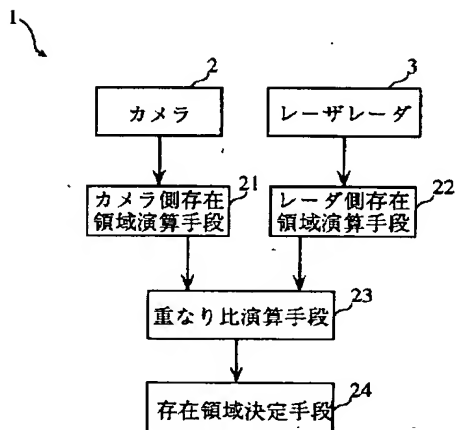 1
2
3
カメラ
レーザレーダ
カメラ側存在
領域演算手段
21
レーダ側存在
領域演算手段
22
重なり比演算手段
23
存在領域決定手段
24